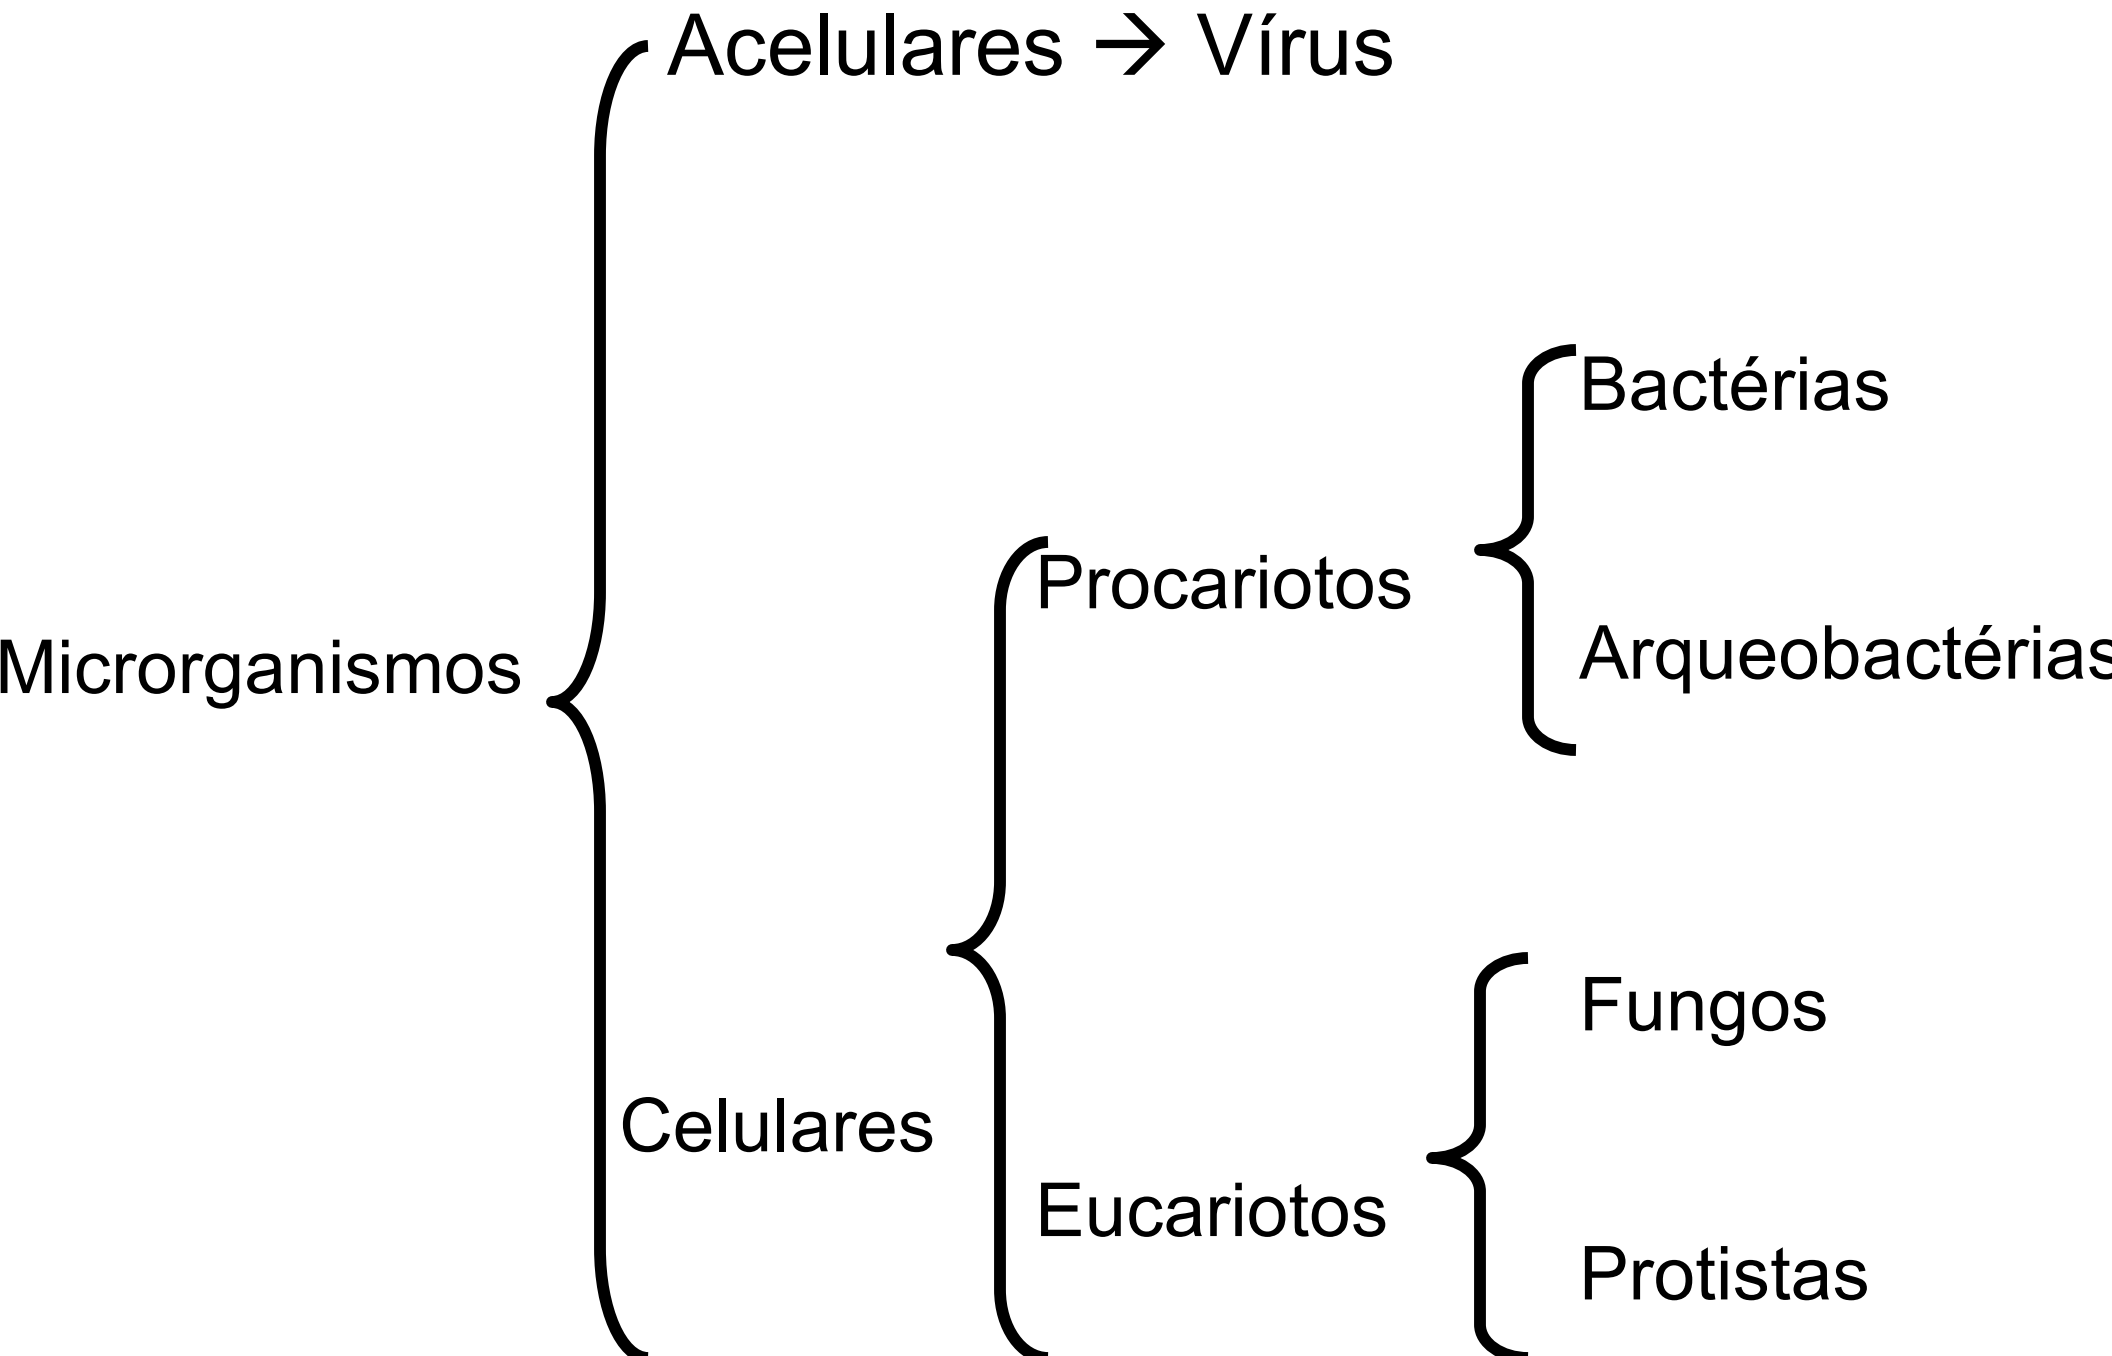 Acelulares → Vírus
Bactérias
Procariotos
Arqueobactérias
Microrganismos
Fungos
Celulares
Eucariotos
Protistas